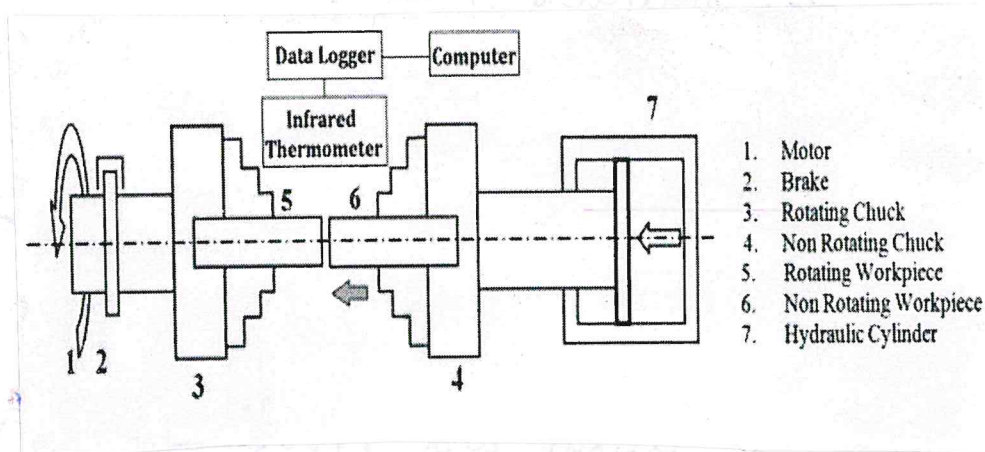 Data Logger
Computer
Infrared
Thermometer
7
5
6
1
2
3
4
1. Motor
2. Brake
3. Rotating Chuck
4. Non Rotating Chuck
5. Rotating Workpiece
6. Non Rotating Workpiece
7. Hydraulic Cylinder